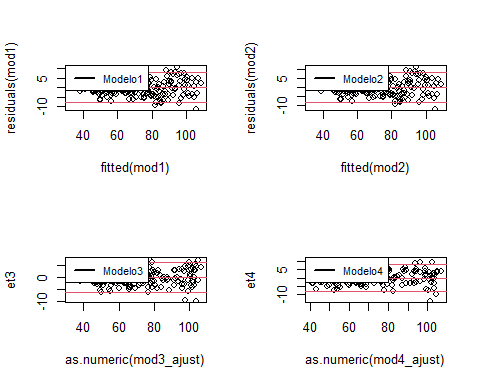 residuals(mod1)
5
-10
Modelo1
40 60 80 100
fitted(mod1)
residuals(mod2)
5
-10
Modelo2
40 60 80 100
fitted(mod2)
et3
0
-10
Modelo3
40 60 80 100
as.numeric(mod3_ajust)
et4
5
-10
Modelo4
40 60 80 100
as.numeric(mod4_ajust)